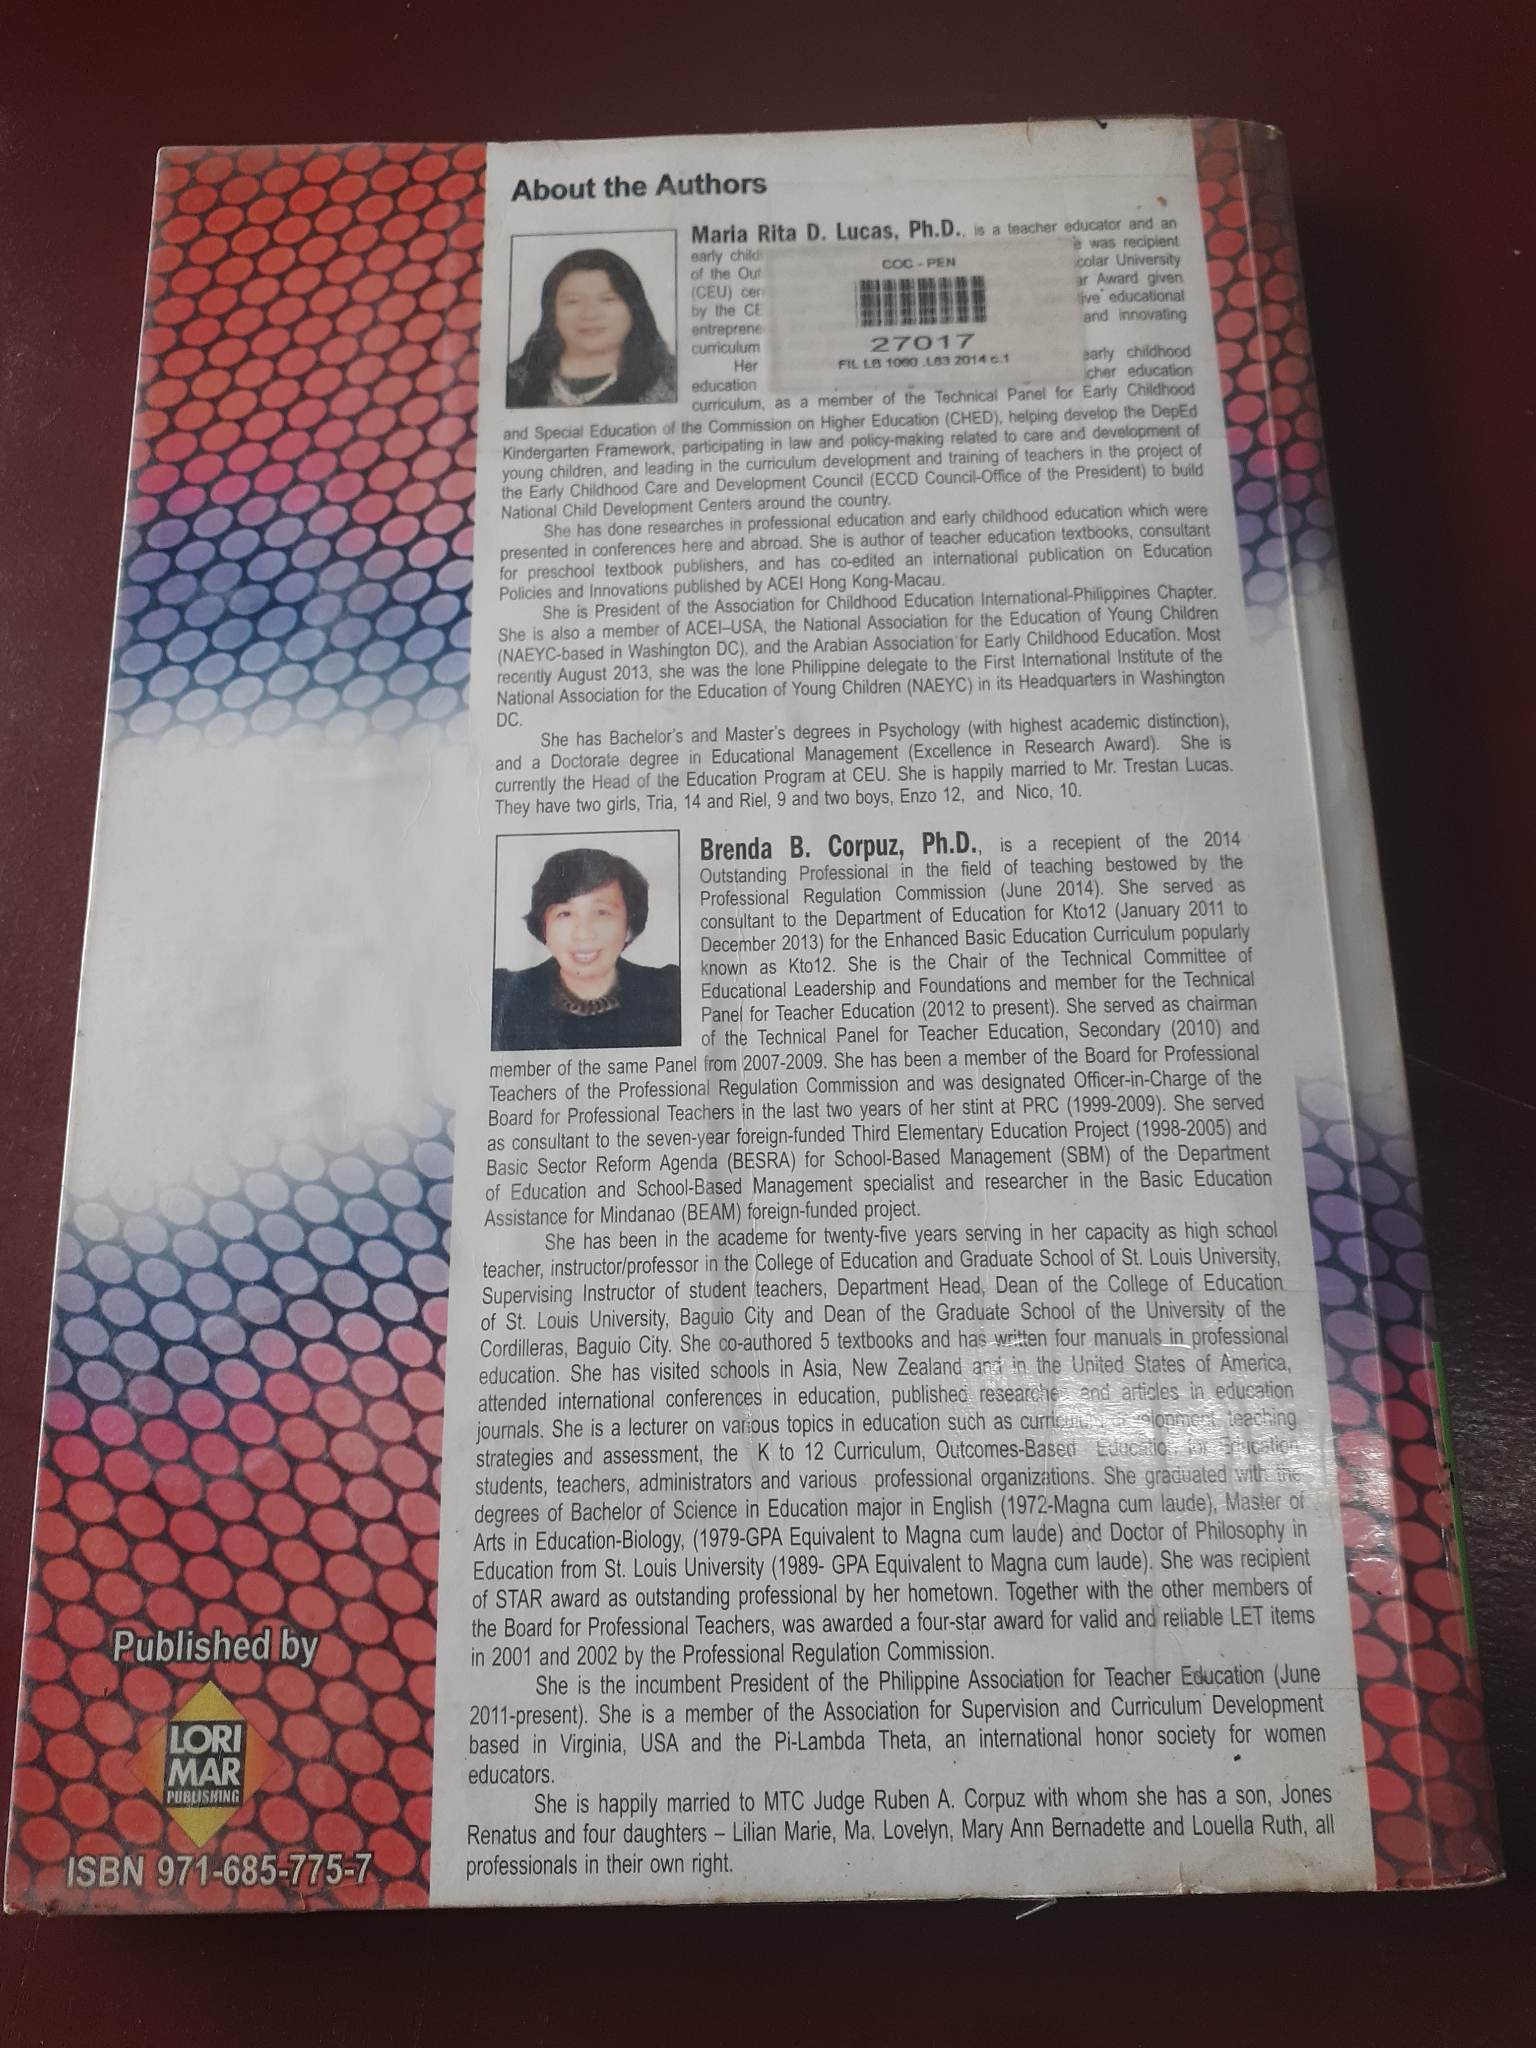 About the Authors
Maria Rita D. Lucas, Ph.D., is a teacher educator and an
early child was recipient
of the Out colar University
(CEU) cer ar Award given
by the CE tive educational
entreprene and innovating
curriculum
Her early childhood
education cher education
COC - PEN
27017
FIL LB 1060 .L83 2014 c.1
curriculum, as a member of the Technical Panel for Early Childhood
and Special Education of the Commission on Higher Education (CHED), helping develop the DepEd
Kindergarten Framework, participating in law and policy-making related to care and development of
young children, and leading in the curriculum development and training of teachers in the project of
the Early Childhood Care and Development Council (ECCD Council-Office of the President) to build
National Child Development Centers around the country.
She has done researches in professional education and early childhood education which were
presented in conferences here and abroad. She is author of teacher education textbooks, consultant
for preschool textbook publishers, and has co-edited an international publication on Education
Policies and Innovations published by ACEI Hong Kong-Macau.
She is President of the Association for Childhood Education International-Philippines Chapter.
She is also a member of ACEI–USA, the National Association for the Education of Young Children
(NAEYC-based in Washington DC), and the Arabian Association for Early Childhood Education. Most
recently August 2013, she was the lone Philippine delegate to the First International Institute of the
National Association for the Education of Young Children (NAEYC) in its Headquarters in Washington
DC.
She has Bachelor's and Master's degrees in Psychology (with highest academic distinction),
and a Doctorate degree in Educational Management (Excellence in Research Award). She is
currently the Head of the Education Program at CEU. She is happily married to Mr. Trestan Lucas.
They have two girls, Tria, 14 and Riel, 9 and two boys, Enzo 12, and Nico, 10.
Brenda B. Corpuz, Ph.D., is a recepient of the 2014
Outstanding Professional in the field of teaching bestowed by the
Professional Regulation Commission (June 2014). She served as
consultant to the Department of Education for Kto12 (January 2011 to
December 2013) for the Enhanced Basic Education Curriculum popularly
known as Kto12. She is the Chair of the Technical Committee of
Educational Leadership and Foundations and member for the Technical
Panel for Teacher Education (2012 to present). She served as chairman
of the Technical Panel for Teacher Education, Secondary (2010) and
member of the same Panel from 2007-2009. She has been a member of the Board for Professional
Teachers of the Professional Regulation Commission and was designated Officer-in-Charge of the
Board for Professional Teachers in the last two years of her stint at PRC (1999-2009). She served
as consultant to the seven-year foreign-funded Third Elementary Education Project (1998-2005) and
Basic Sector Reform Agenda (BESRA) for School-Based Management (SBM) of the Department
of Education and School-Based Management specialist and researcher in the Basic Education
Assistance for Mindanao (BEAM) foreign-funded project.
She has been in the academe for twenty-five years serving in her capacity as high school
teacher, instructor/professor in the College of Education and Graduate School of St. Louis University,
Supervising Instructor of student teachers, Department Head, Dean of the College of Education
of St. Louis University, Baguio City and Dean of the Graduate School of the University of the
Cordilleras, Baguio City. She co-authored 5 textbooks and has written four manuals in professional
education. She has visited schools in Asia, New Zealand and in the United States of America,
attended international conferences in education, published researches and articles in education
journals. She is a lecturer on various topics in education such as curriculum development, teaching
strategies and assessment, the K to 12 Curriculum, Outcomes-Based Education for Education
students, teachers, administrators and various professional organizations. She graduated with the
degrees of Bachelor of Science in Education major in English (1972-Magna cum laude), Master of
Arts in Education-Biology, (1979-GPA Equivalent to Magna cum laude) and Doctor of Philosophy in
Education from St. Louis University (1989- GPA Equivalent to Magna cum laude). She was recipient
of STAR award as outstanding professional by her hometown. Together with the other members of
the Board for Professional Teachers, was awarded a four-star award for valid and reliable LET items
in 2001 and 2002 by the Professional Regulation Commission.
She is the incumbent President of the Philippine Association for Teacher Education (June
2011-present). She is a member of the Association for Supervision and Curriculum Development
based in Virginia, USA and the Pi-Lambda Theta, an international honor society for women
educators.
She is happily married to MTC Judge Ruben A. Corpuz with whom she has a son, Jones
Renatus and four daughters – Lilian Marie, Ma. Lovelyn, Mary Ann Bernadette and Louella Ruth, all
professionals in their own right.
Published by
LORI
MAR
PUBLISHING
ISBN 971-685-775-7